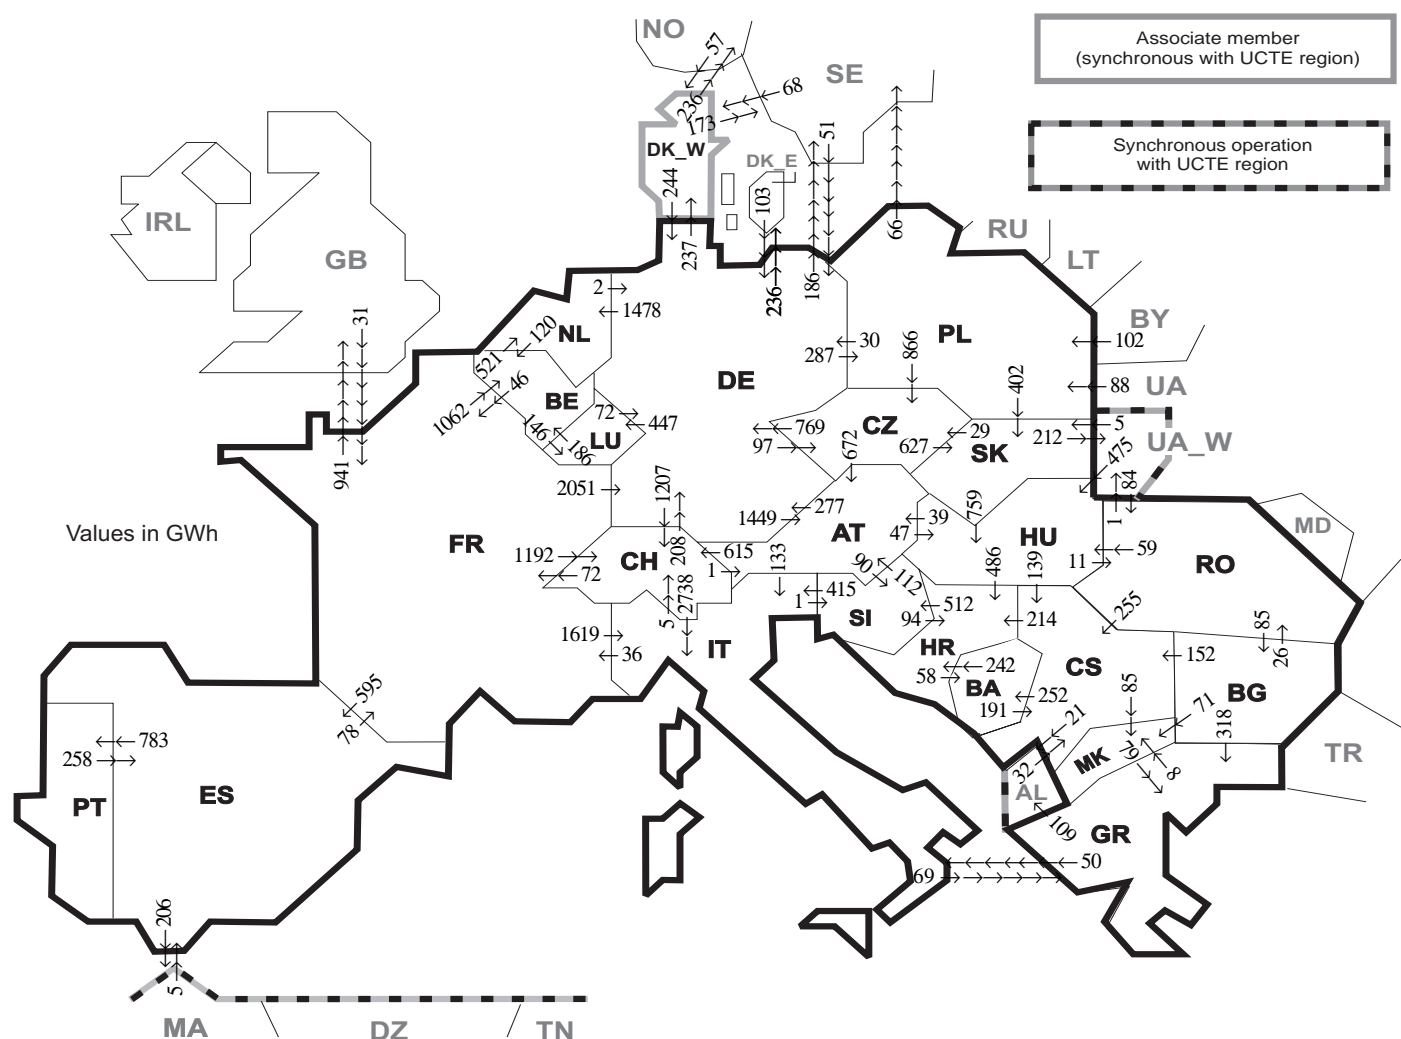 NO
57
SE
Associate member
(synchronous with UCTE region)
236
68
173
51
Synchronous operation
with UCTE region
DK_W
DK_E
IRL
GB
244
103
66
237
236
186
RU
LT
BY
31
941
2
1478
NL
120
521
PL
102
30
287
866
DE
88
UA
UA_W
46
1062
BE
72
447
146
LU
186
402
CZ
769
97
672
29
627
SK
5
212
475
84
1
2051
1207
277
1449
759
39
47
AT
HU
MD
Values in GWh
FR
208
615
1192
72
CH
1
133
90
112
486
139
59
11
RO
5
2738
415
1
SI
512
94
214
255
85
26
1619
36
IT
HR
242
58
BA
252
191
CS
152
85
BG
71
318
595
78
21
32
MK
79
8
TR
783
258
PT
ES
AL
109
GR
50
69
206
5
MA
DZ
TN